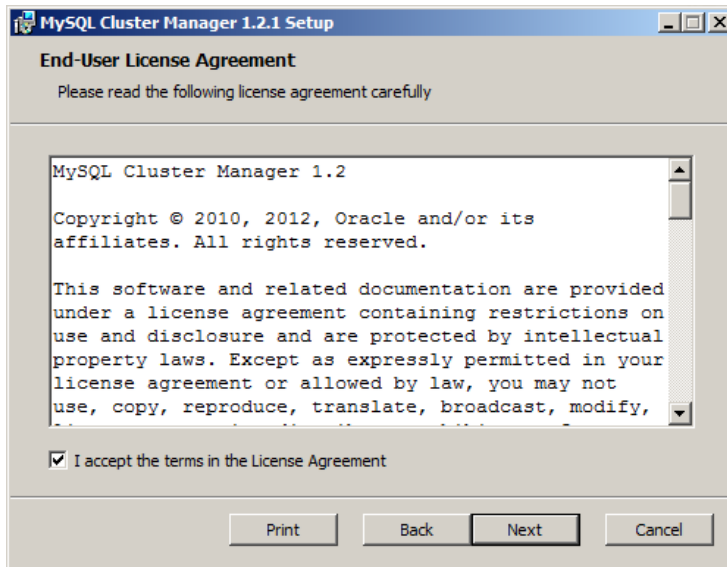 MySQL Cluster Manager 1.2.1 Setup
End-User License Agreement
Please read the following license agreement carefully
MySQL Cluster Manager 1.2
Copyright © 2010, 2012, Oracle and/or its
affiliates. All rights reserved.
This software and related documentation are provided
under a license agreement containing restrictions on
use and disclosure and are protected by intellectual
property laws. Except as expressly permitted in your
license agreement or allowed by law, you may not
use, copy, reproduce, translate, broadcast, modify,
I accept the terms in the License Agreement
Print Back Next Cancel